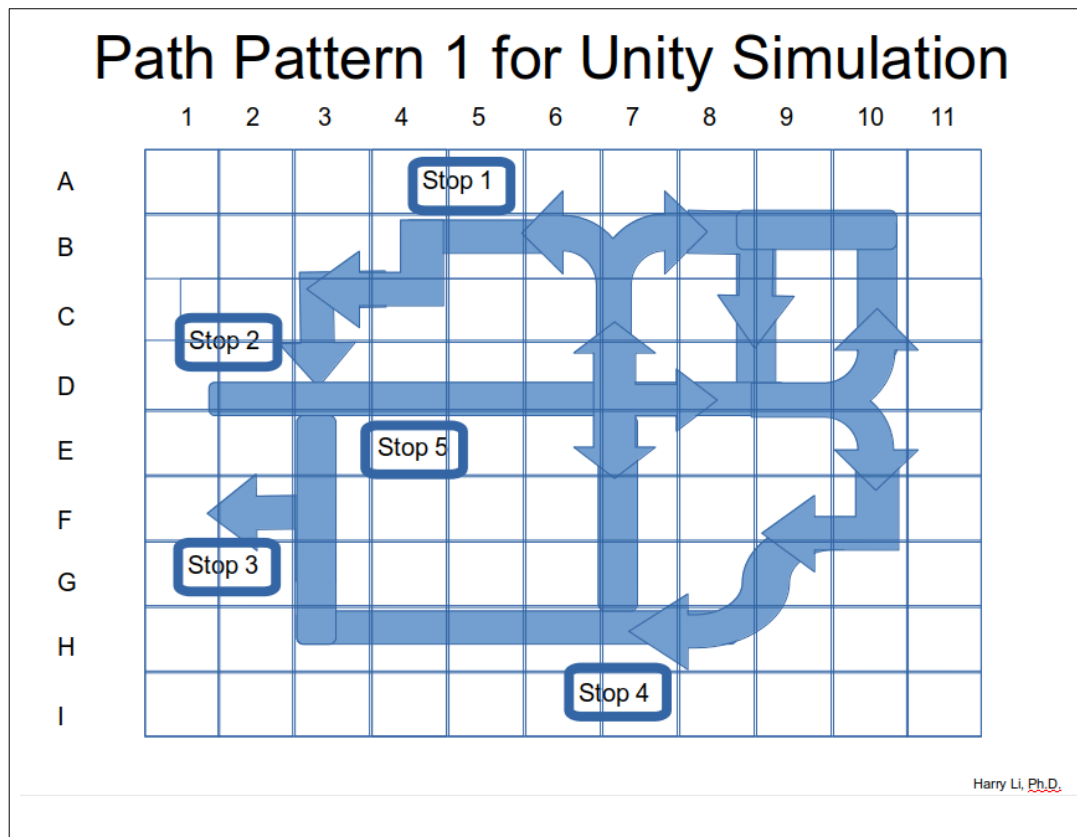 Path Pattern 1 for Unity Simulation
1 2 3 4 5 6 7 8 9 10 11
A
Stop 1
B
C
Stop 2
D
E
Stop 5
F
Stop 3
G
H
Stop 4
I
Harry Li, Ph.D.